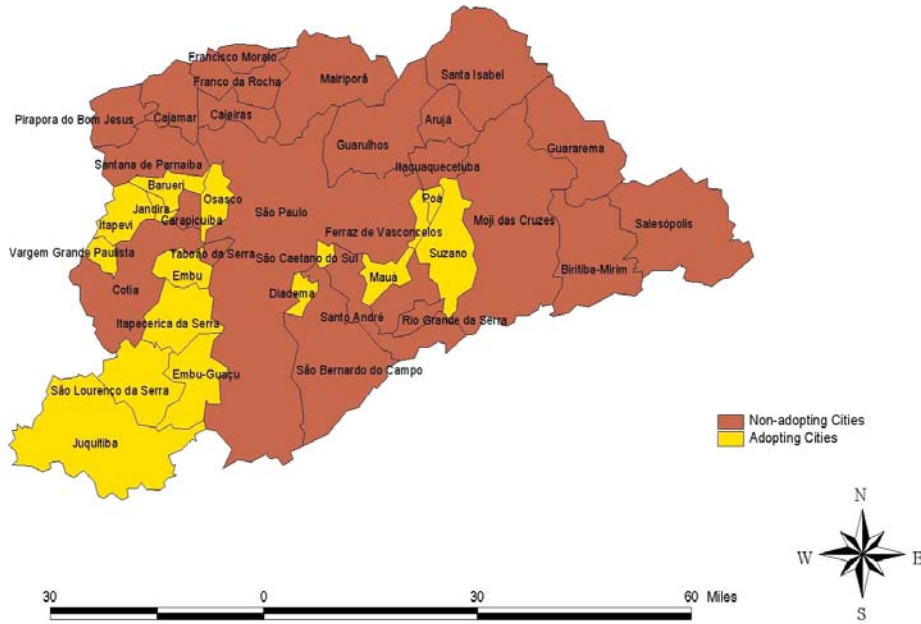 Francisco Morato
Franco da Rocha
Mairiporã
Santa Isabel
Pirapora do Bom Jesus
Cajamar
Caieiras
Arujá
Guarulhos
Guararema
Santana de Parnaíba
Itaquaquecetuba
Barueri
Osasco
Poá
Jandira
São Paulo
Moji das Cruzes
Salesópolis
Itapevi
Carapicuiba
Ferraz de Vasconcelos
Vargem Grande Paulista
Taboão da Serra
São Caetano do Sul
Suzano
Embu
Mauá
Biritiba-Mirim
Cotia
Diadema
Itapecerica da Serra
Santo André
Rio Grande da Serra
São Bernardo do Campo
Embu-Guaçu
São Lourenço da Serra
Juquitiba
Non-adopting Cities
Adopting Cities
N
W E
S
30 0 30 60 Miles